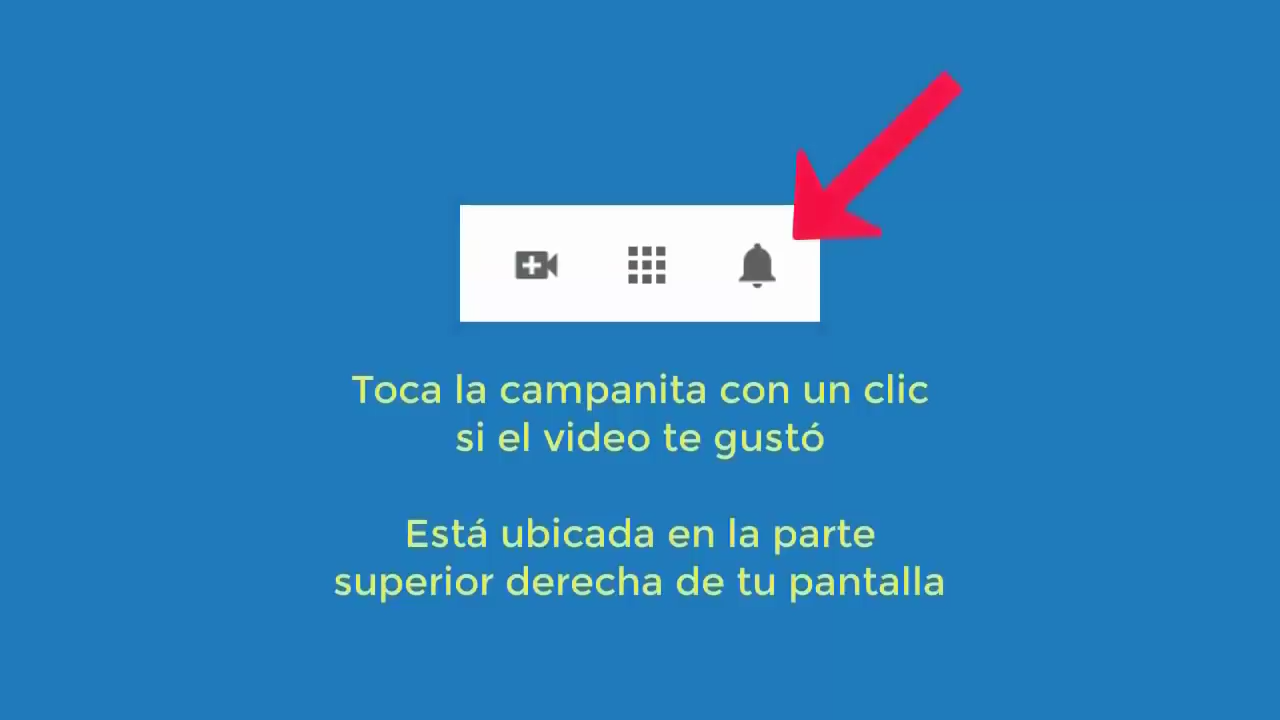 Toca la campanita con un clic
si el video te gustó
Está ubicada en la parte
superior derecha de tu pantalla